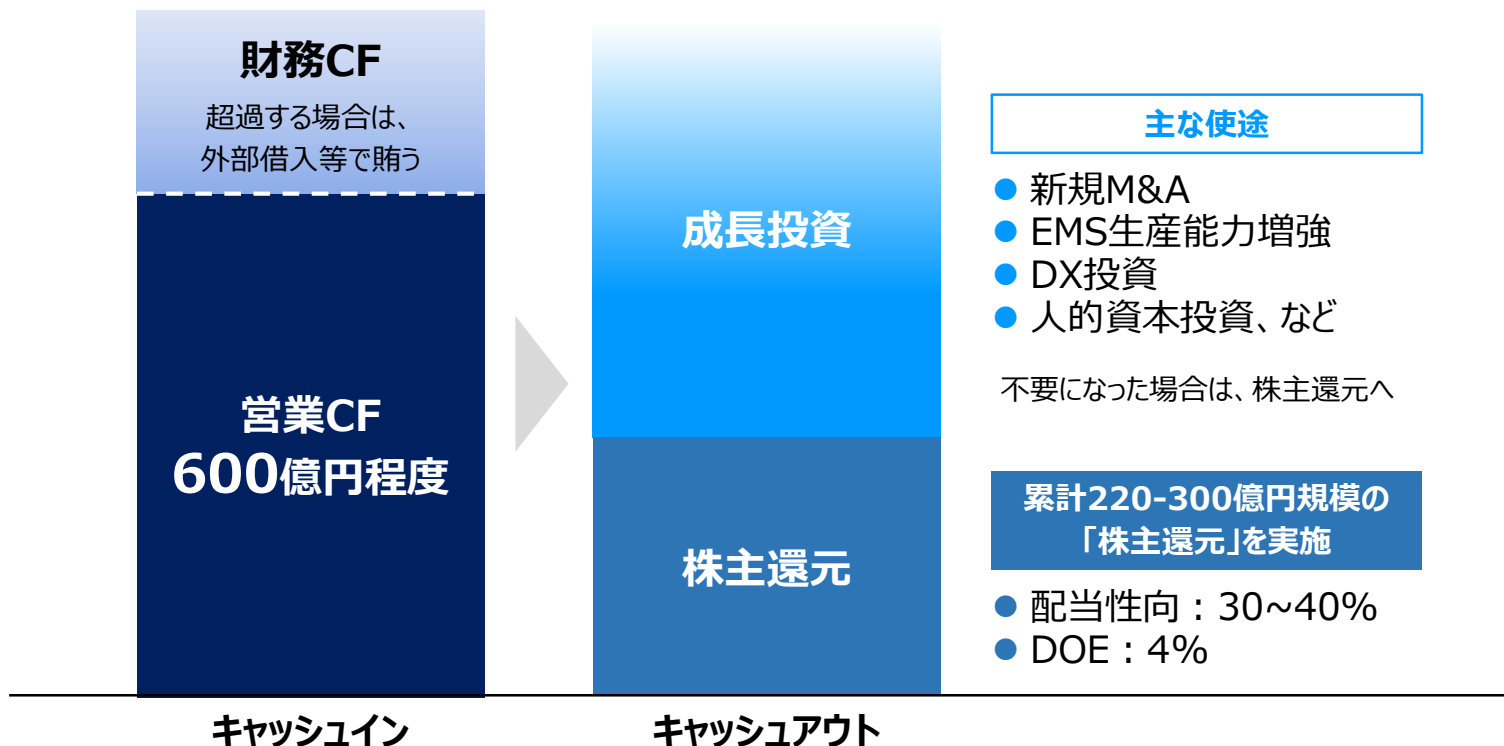 財務CF
超過する場合は、
外部借入等で賄う
営業CF
600億円程度
キャッシュイン
成長投資
株主還元
キャッシュアウト
主な使途
● 新規M&A
● EMS生産能力増強
● DX投資
● 人的資本投資、など
不要になった場合は、株主還元へ
累計220-300億円規模の
「株主還元」を実施
● 配当性向：30~40%
● DOE：4%